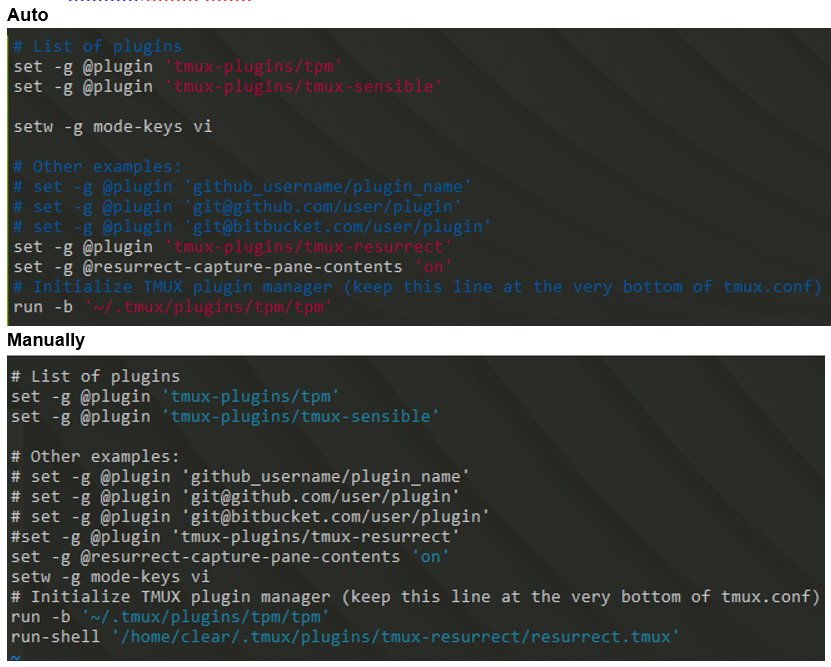 Auto
# List of plugins
set -g @plugin 'tmux-plugins/tpm'
set -g @plugin 'tmux-plugins/tmux-sensible'
setw -g mode-keys vi
# Other examples:
# set -g @plugin 'github_username/plugin_name'
# set -g @plugin 'git@github.com/user/plugin'
# set -g @plugin 'git@bitbucket.com/user/plugin'
set -g @plugin 'tmux-plugins/tmux-resurrect'
set -g @resurrect-capture-pane-contents 'on'
# Initialize TMUX plugin manager (keep this line at the very bottom of tmux.conf)
run -b '~/.tmux/plugins/tpm/tpm'
Manually
# List of plugins
set -g @plugin 'tmux-plugins/tpm'
set -g @plugin 'tmux-plugins/tmux-sensible'
# Other examples:
# set -g @plugin 'github_username/plugin_name'
# set -g @plugin 'git@github.com/user/plugin'
# set -g @plugin 'git@bitbucket.com/user/plugin'
#set -g @plugin 'tmux-plugins/tmux-resurrect'
set -g @resurrect-capture-pane-contents 'on'
setw -g mode-keys vi
# Initialize TMUX plugin manager (keep this line at the very bottom of tmux.conf)
run -b '~/.tmux/plugins/tpm/tpm'
run-shell '/home/clear/.tmux/plugins/tmux-resurrect/resurrect.tmux'
~